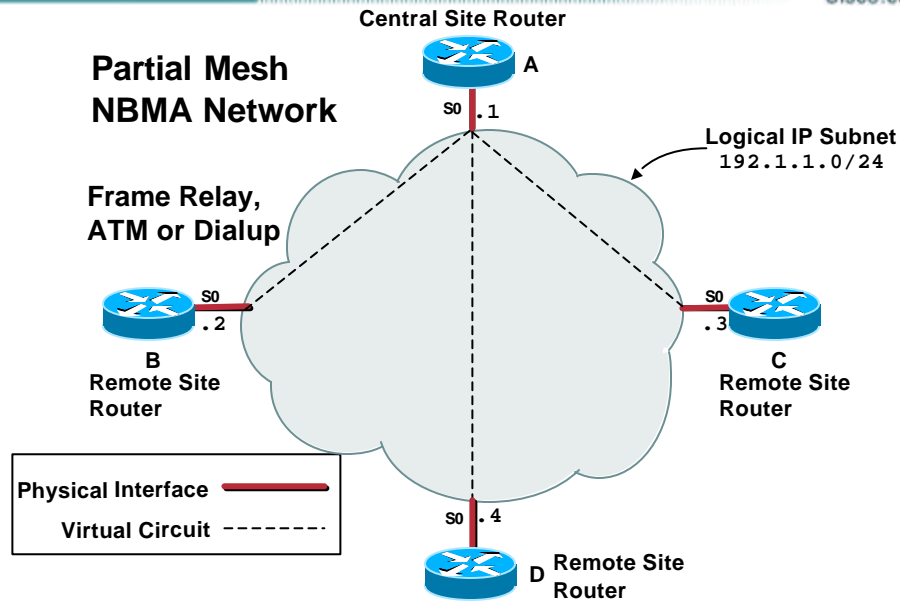 Central Site Router
Partial Mesh
NBMA Network
A
S0
.1
Logical IP Subnet
192.1.1.0/24
Frame Relay,
ATM or Dialup
S0
.2
S0
.3
B
Remote Site
Router
C
Remote Site
Router
Physical Interface
Virtual Circuit
S0
.4
D
Remote Site
Router